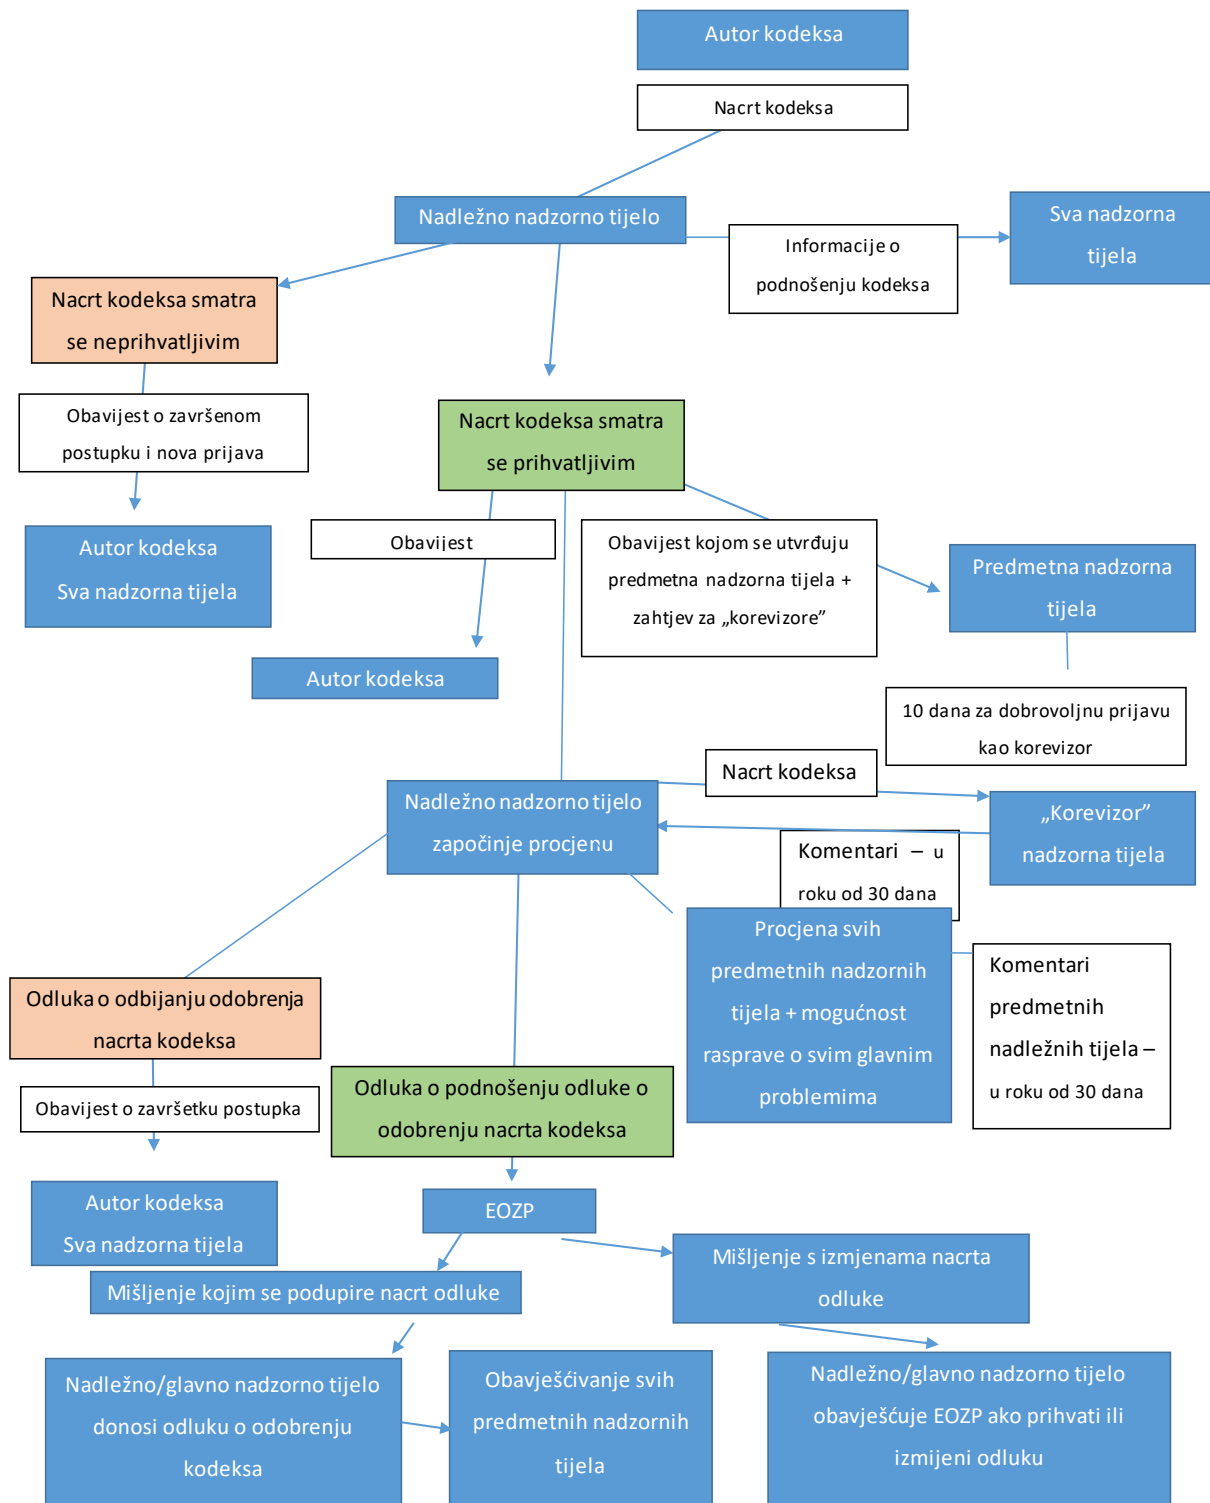 Autor kodeksa
Nacrt kodeksa
Nadležno nadzorno tijelo
Informacije o
podnošenju kodeksa
Sva nadzorna
tijela
Nacrt kodeksa smatra
se neprihvatljivim
Obavijest o završenom
postupku i nova prijava
Autor kodeksa
Sva nadzorna tijela
Nacrt kodeksa smatra
se prihvatljivim
Obavijest
Autor kodeksa
Obavijest kojom se utvrđuju
predmetna nadzorna tijela +
zahtjev za „korevizore”
Predmetna nadzorna
tijela
10 dana za dobrovoljnu prijavu
kao korevizor
Nacrt kodeksa
Nadležno nadzorno tijelo
započinje procjenu
„Korevizor”
nadzorna tijela
Komentari – u
roku od 30 dana
Procjena svih
predmetnih nadzornih
tijela + mogućnost
rasprave o svim glavnim
problemima
Komentari
predmetnih
nadležnih tijela –
u roku od 30 dana
Odluka o odbijanju odobrenja
nacrta kodeksa
Obavijest o završetku postupka
Autor kodeksa
Sva nadzorna tijela
Odluka o podnošenju odluke o
odobrenju nacrta kodeksa
EOZP
Mišljenje kojim se podupire nacrt odluke
Mišljenje s izmjenama nacrta
odluke
Nadležno/glavno nadzorno tijelo
donosi odluku o odobrenju
kodeksa
Obavješćivanje svih
predmetnih nadzornih
tijela
Nadležno/glavno nadzorno tijelo
obavješćuje EOZP ako prihvati ili
izmijeni odluku